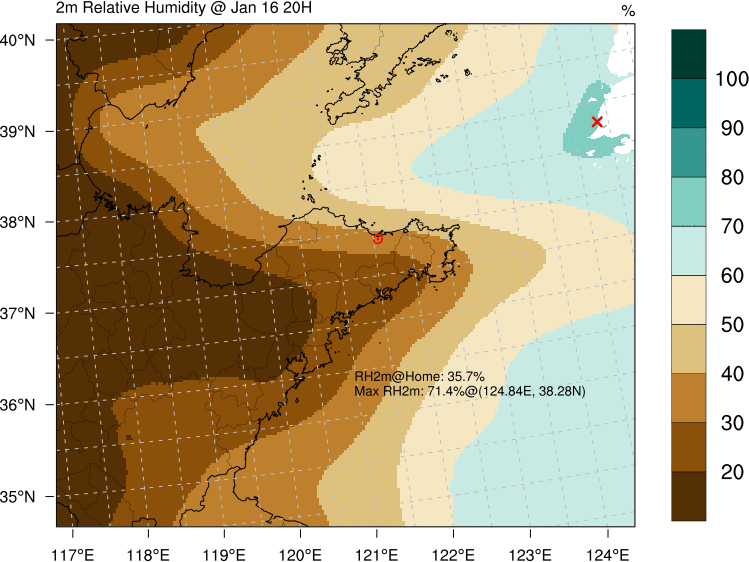 2m Relative Humidity @ Jan 16 20H
%
40°N
39°N
38°N
37°N
36°N
35°N
RH2m@Home: 35.7%
Max RH2m: 71.4%@(124.84E, 38.28N)
117°E 118°E 119°E 120°E 121°E 122°E 123°E 124°E
100
90
80
70
60
50
40
30
20